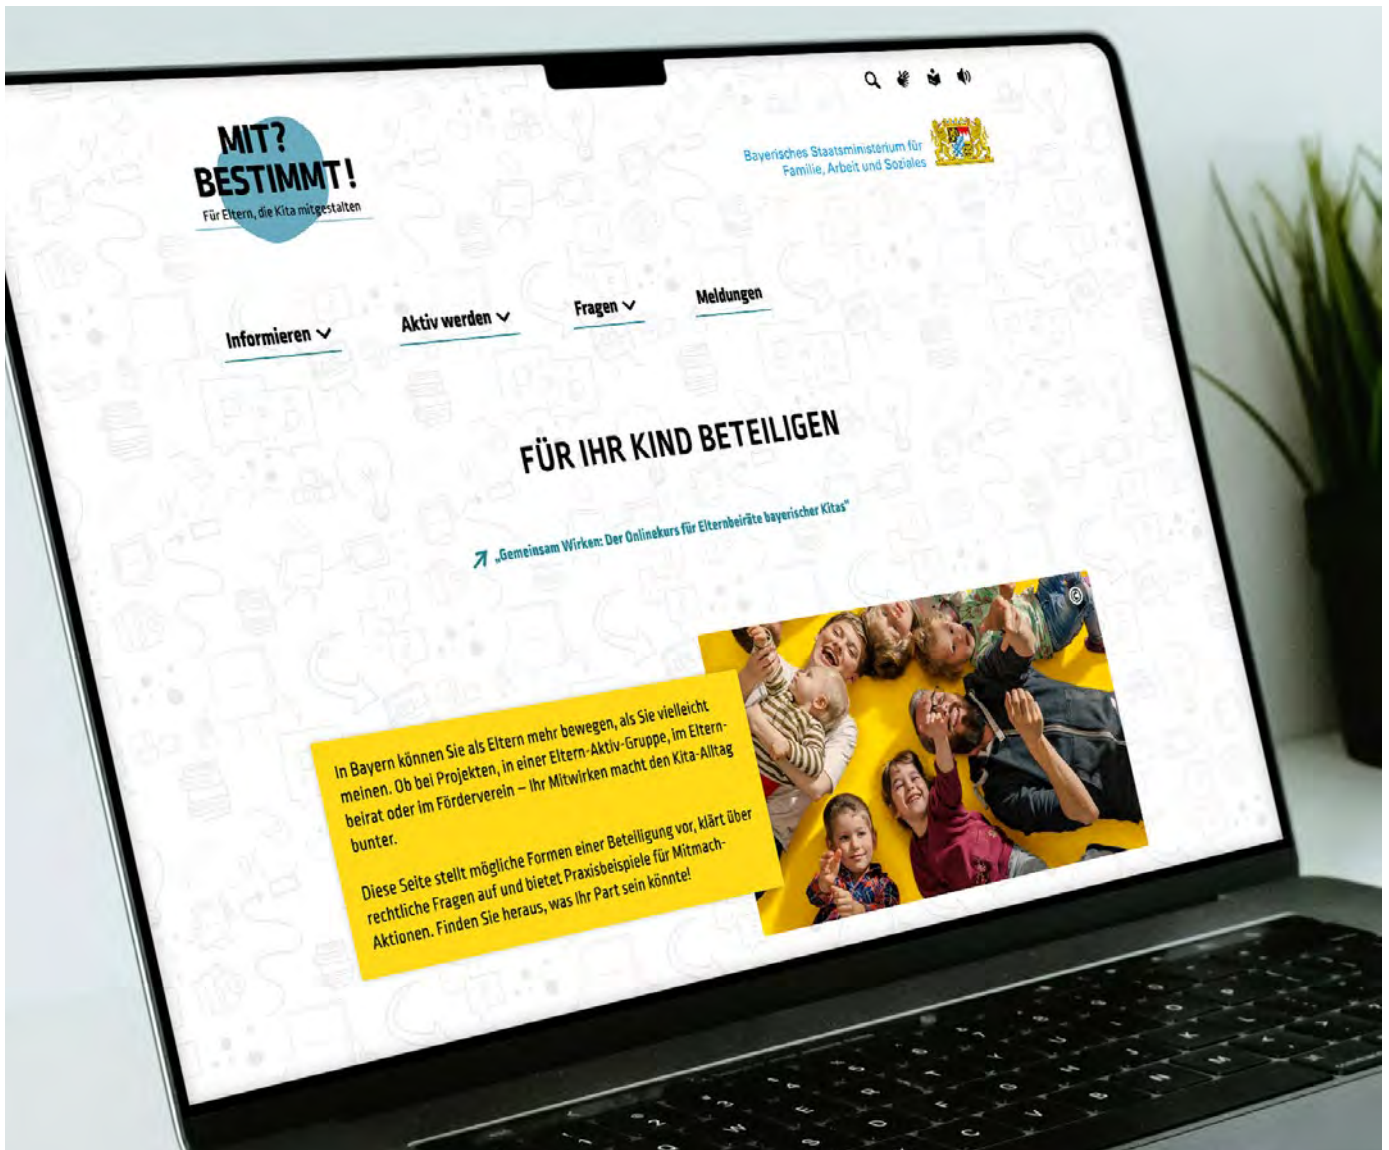 MIT?
BESTIMMT!
Für Eltern, die Kita mitgestalten
Bayerisches Staatsministerium für
Familie, Arbeit und Soziales
Informieren
Aktiv werden
Fragen
Meldungen
FÜR IHR KIND BETEILIGEN
„Gemeinsam Wirken: Der Onlinekurs für Elternbeiräte bayerischer Kitas“
In Bayern können Sie als Eltern mehr bewegen, als Sie vielleicht
meinen. Ob bei Projekten, in einer Eltern-Aktiv-Gruppe, im Eltern-
beirat oder im Förderverein – Ihr Mitwirken macht den Kita-Alltag
bunter.
Diese Seite stellt mögliche Formen einer Beteiligung vor, klärt über
rechtliche Fragen auf und bietet Praxisbeispiele für Mitmach-
Aktionen. Finden Sie heraus, was Ihr Part sein könnte!
©